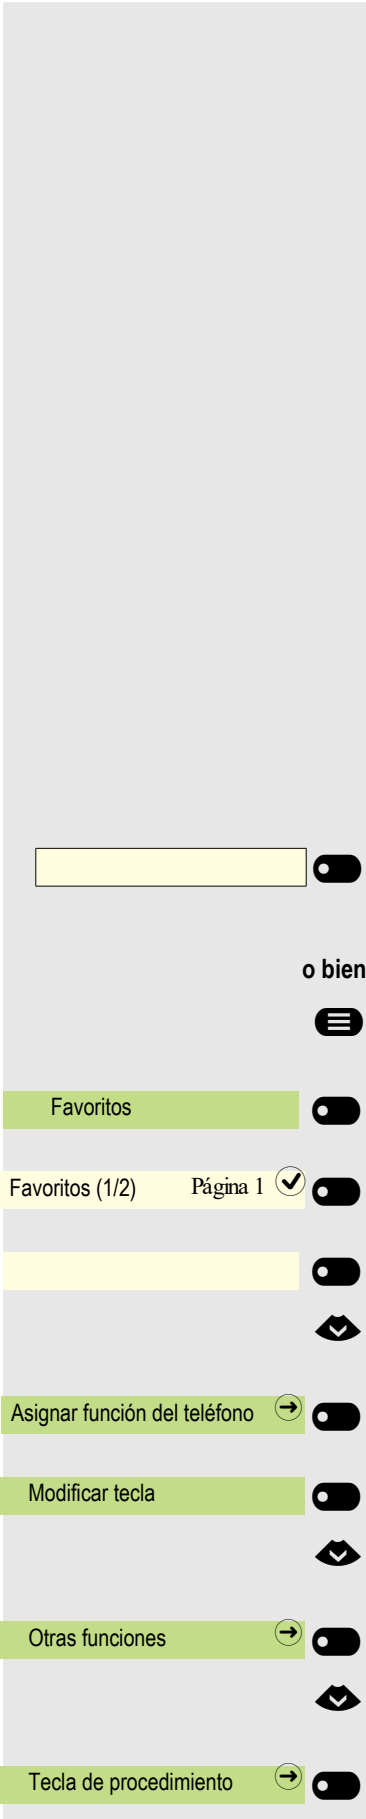 o bien
Favoritos
Favoritos (1/2) Página 1
Asignar función del teléfono
Modificar tecla
Otras funciones
Tecla de procedimiento